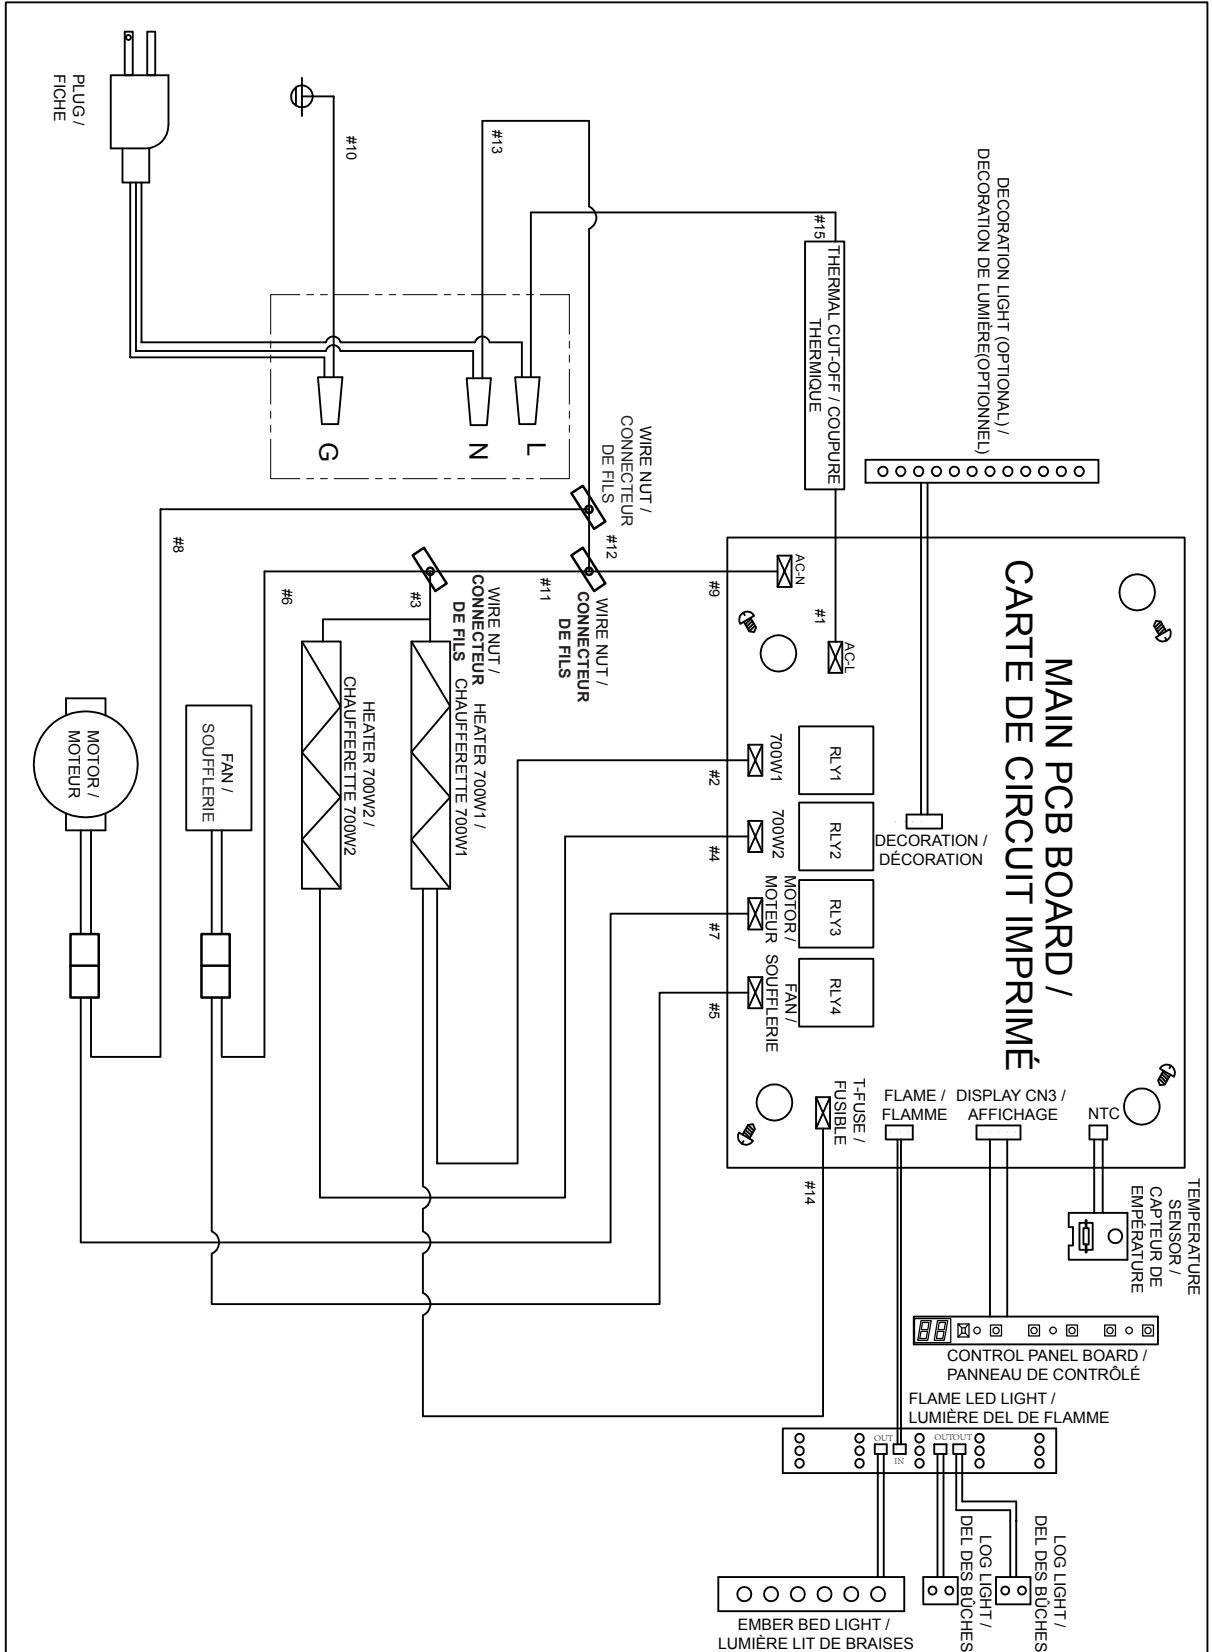 PLUG /
FICHE
#10
#13
#15
THERMAL CUT-OFF / COUPURE
THERMIQUE
DECORATION LIGHT (OPTIONAL) /
DECORATION DE LUMIÈRE(OPTIONNEL)
G
N
L
WIRE NUT /
CONNECTEUR
DE FILS
#8
#12
#6
#3
#11
#9
AC-N
#1
AC-L
WIRE NUT /
CONNECTEUR
DE FILS
WIRE NUT /
CONNECTEUR
DE FILS
MAIN PCB BOARD /
CARTE DE CIRCUIT IMPRIMÉ
HEATER 700W1 /
CHAUFFERETTE 700W1
HEATER 700W2 /
CHAUFFERETTE 700W2
FAN /
SOUFFLERIE
MOTOR /
MOTEUR
#2
700W1
RLY1
#4
700W2
RLY2
#7
MOTOR /
MOTEUR
RLY3
#5
FAN /
SOUFFLERIE
RLY4
DECORATION /
DÉCORATION
T-FUSE /
FUSIBLE
#14
FLAME /
FLAMME
DISPLAY CN3 /
AFFICHAGE
NTC
TEMPERATURE
SENSOR /
CAPTEUR DE
EMPÉRATURE
88
CONTROL PANEL BOARD /
PANNEAU DE CONTRÔLÉ
FLAME LED LIGHT /
LUMIÈRE DEL DE FLAMME
OUT
IN
OUT
OUT
LOG LIGHT /
DEL DES BÛCHES
LOG LIGHT /
DEL DES BÛCHES
EMBER BED LIGHT /
LUMIÈRE LIT DE BRAISES